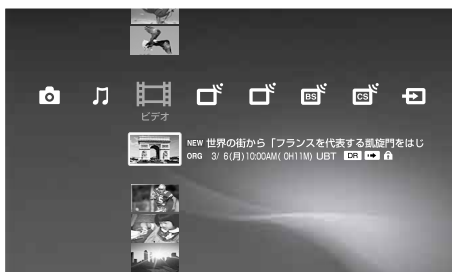 BS CS
ビデオ
NEW 世界の街から「フランスを代表する凱旋門をはじ
ORG 3/ 6(月)10:00AM( 0H11M) UBT DR